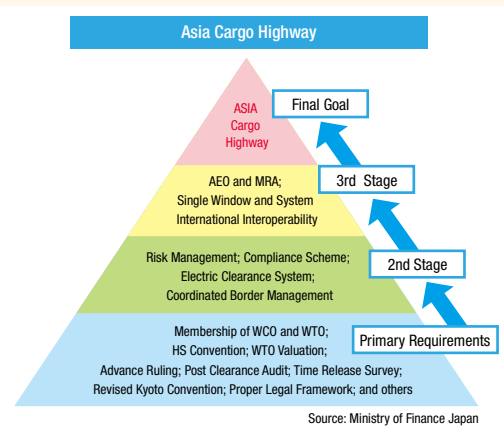 Asia Cargo Highway
ASIA
Cargo
Highway
Final Goal
AEO and MRA;
Single Window and System
International Interoperability
3rd Stage
Risk Management; Compliance Scheme;
Electric Clearance System;
Coordinated Border Management
2nd Stage
Membership of WCO and WTO;
HS Convention; WTO Valuation;
Advance Ruling; Post Clearance Audit; Time Release Survey;
Revised Kyoto Convention; Proper Legal Framework; and others
Primary Requirements
Source: Ministry of Finance Japan